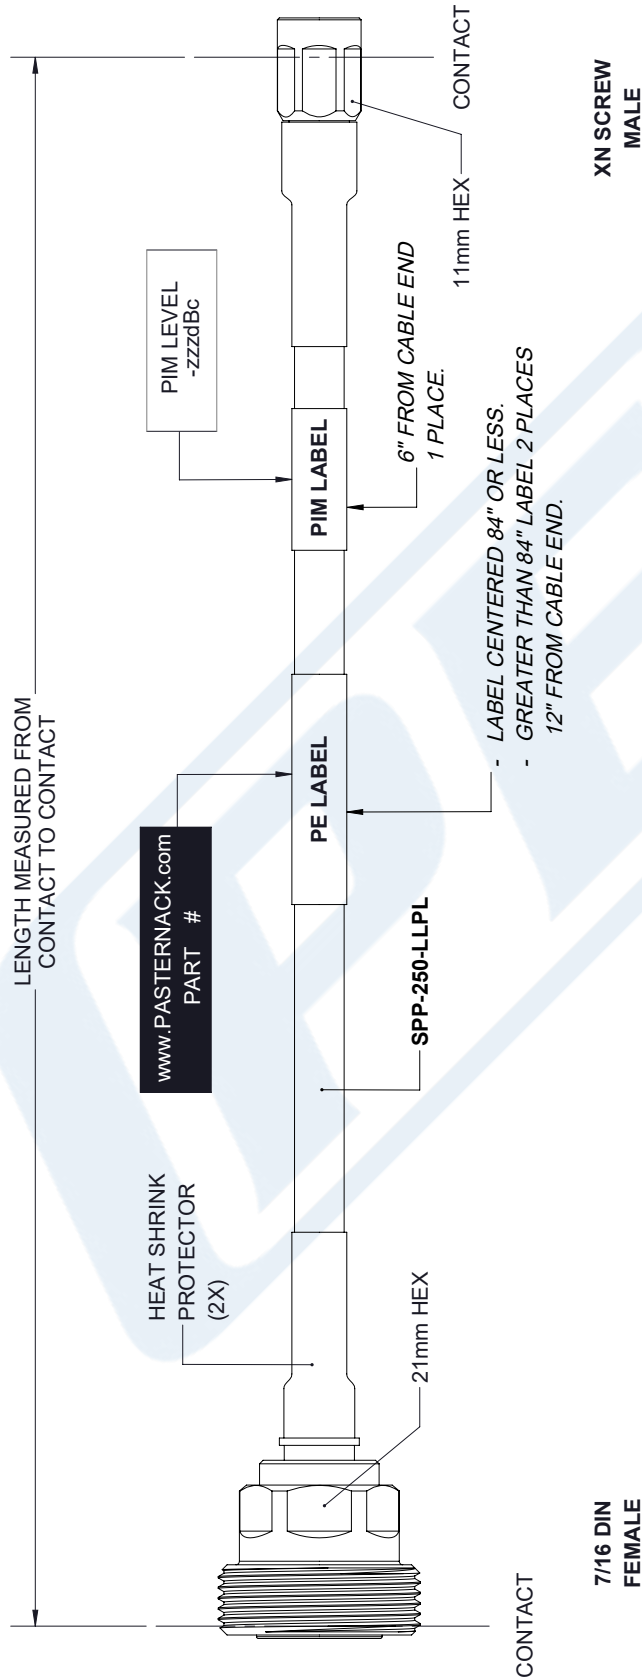 LENGTH MEASURED FROM
CONTACT TO CONTACT
HEAT SHRINK
PROTECTOR
(2X)
www.PASTERNACK.com
PART #
PIM LEVEL
-zzzdBc
PE LABEL
PIM LABEL
CONTACT
21mm HEX
SPP-250-LLPL
6" FROM CABLE END
1 PLACE.
11mm HEX
CONTACT
- LABEL CENTERED 84" OR LESS.
- GREATER THAN 84" LABEL 2 PLACES
12" FROM CABLE END.
7/16 DIN
FEMALE
XN SCREW
MALE